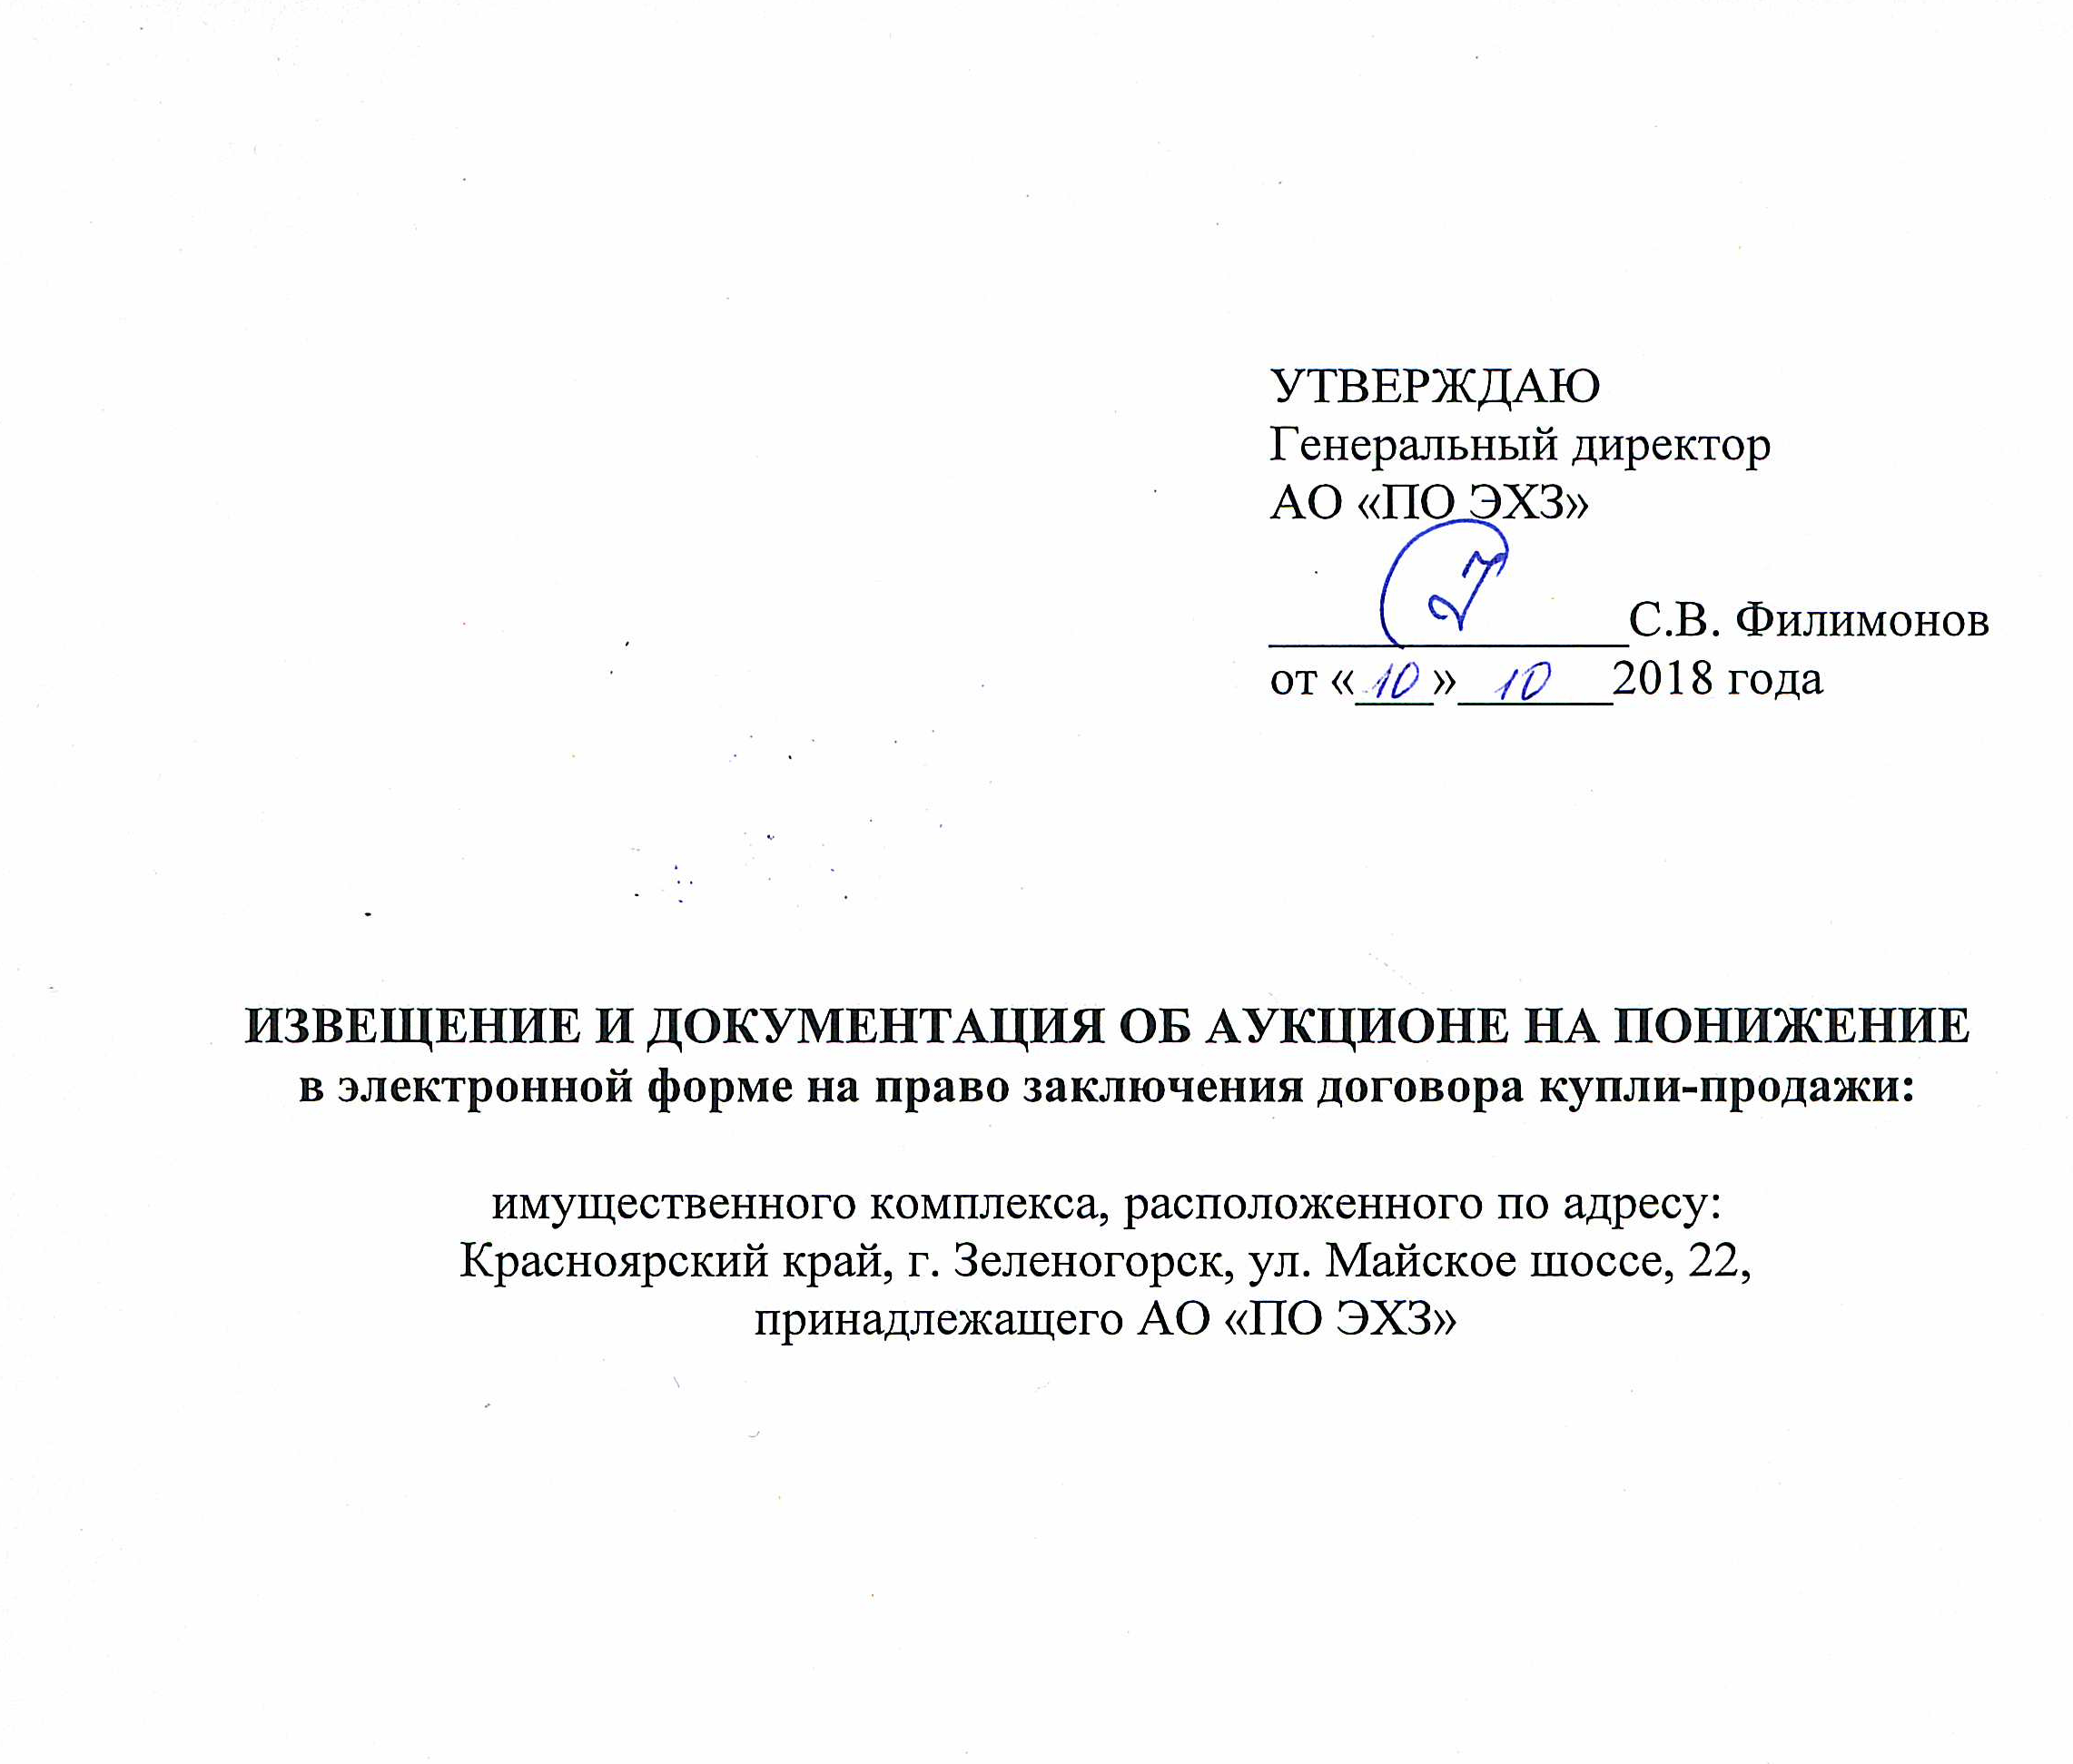 УТВЕРЖДАЮ
Генеральный директор
АО «ПО ЭХЗ»
С.В. Филимонов
от «10» 10 2018 года
ИЗВЕЩЕНИЕ И ДОКУМЕНТАЦИЯ ОБ АУКЦИОНЕ НА ПОНИЖЕНИЕ
в электронной форме на право заключения договора купли-продажи:
имущественного комплекса, расположенного по адресу:
Красноярский край, г. Зеленогорск, ул. Майское шоссе, 22,
принадлежащего АО «ПО ЭХЗ»